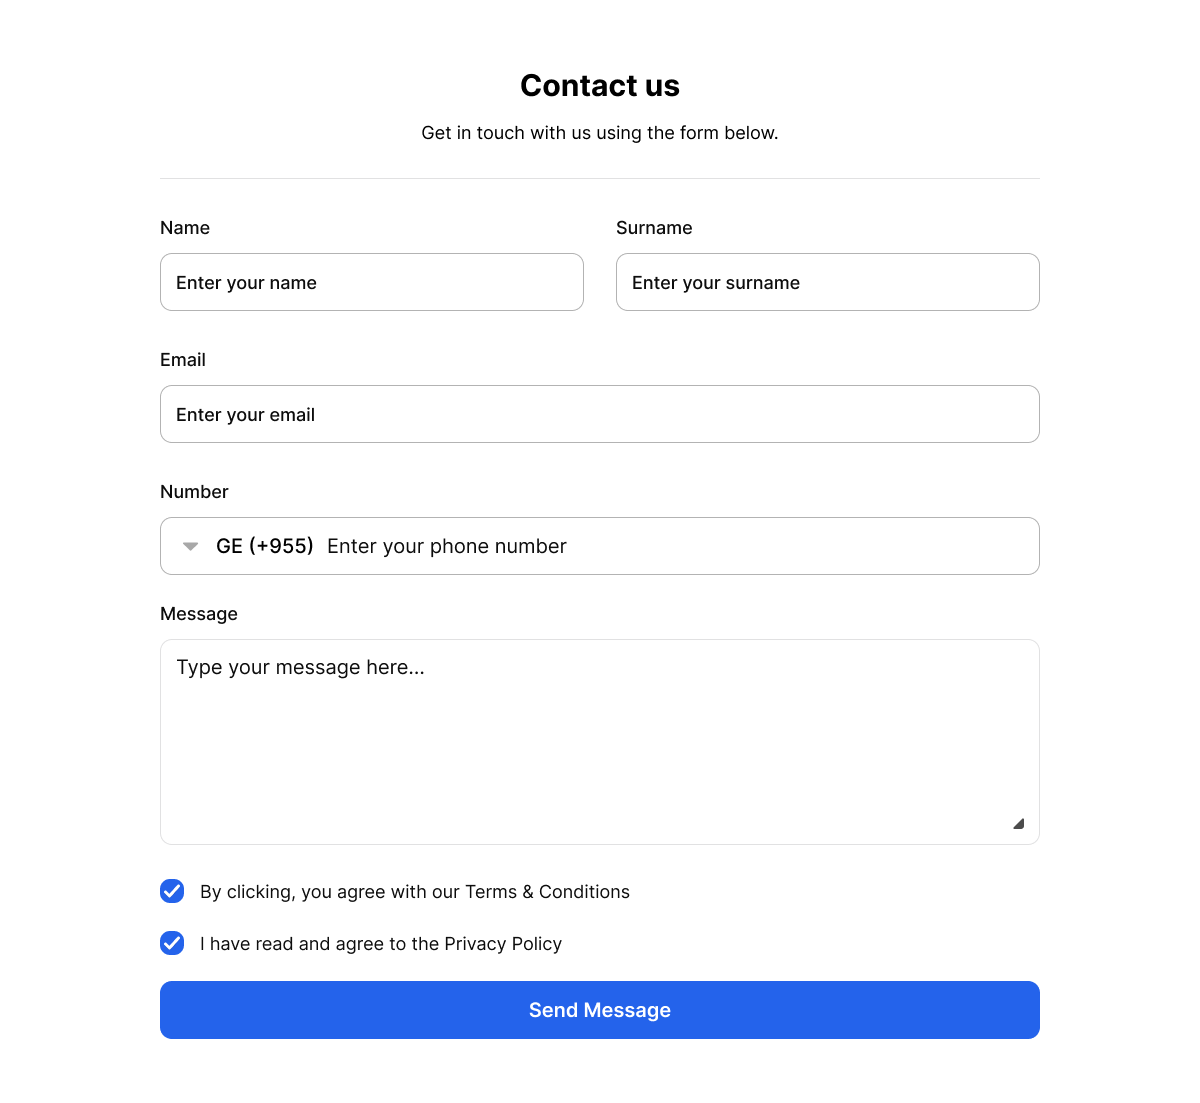 Contact us
Get in touch with us using the form below.
Name
Surname
Enter your name
Enter your surname
Email
Enter your email
Number
GE (+955) Enter your phone number
Message
Type your message here...
By clicking, you agree with our Terms & Conditions
I have read and agree to the Privacy Policy
Send Message